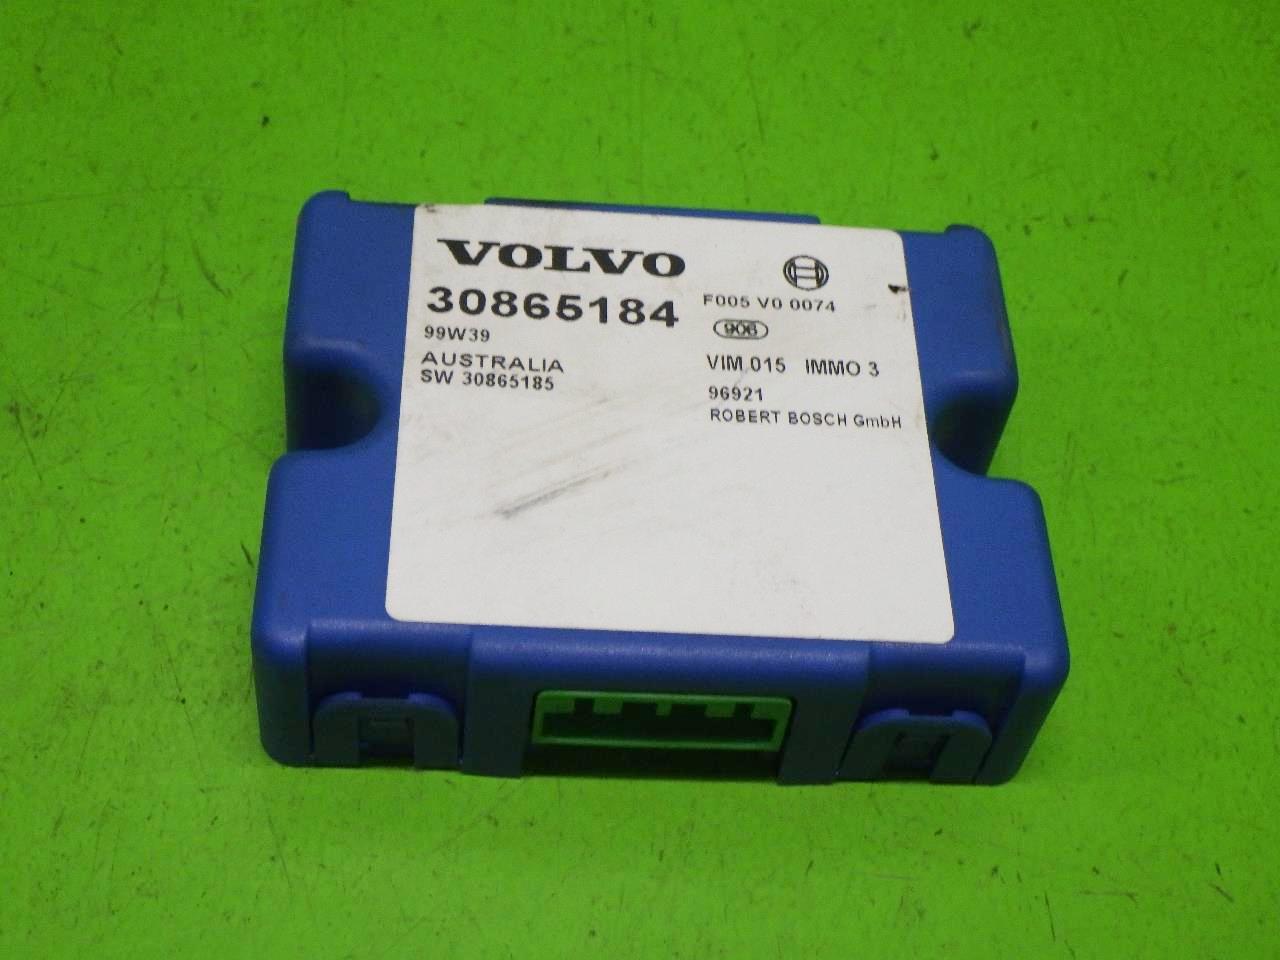 VOLVO
30865184
99W39
AUSTRALIA
SW 30865185
F005 V0 0074
906
VIM 015 IMMO 3
96921
ROBERT BOSCH GmbH